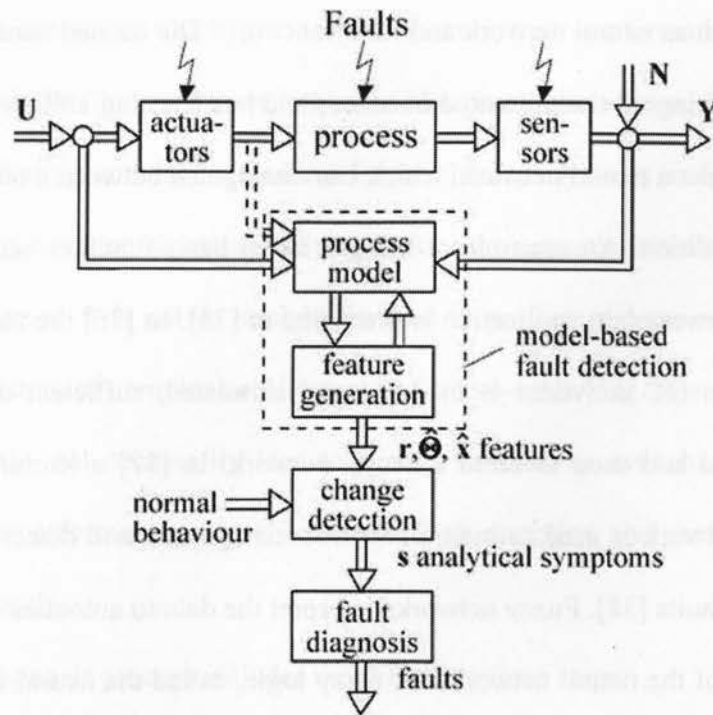 Faults
U
N
Y
actua-
tors
process
sen-
sors
process
model
model-based
fault detection
feature
generation
r, Θ̂, x̂ features
normal
behaviour
change
detection
s analytical symptoms
fault
diagnosis
faults